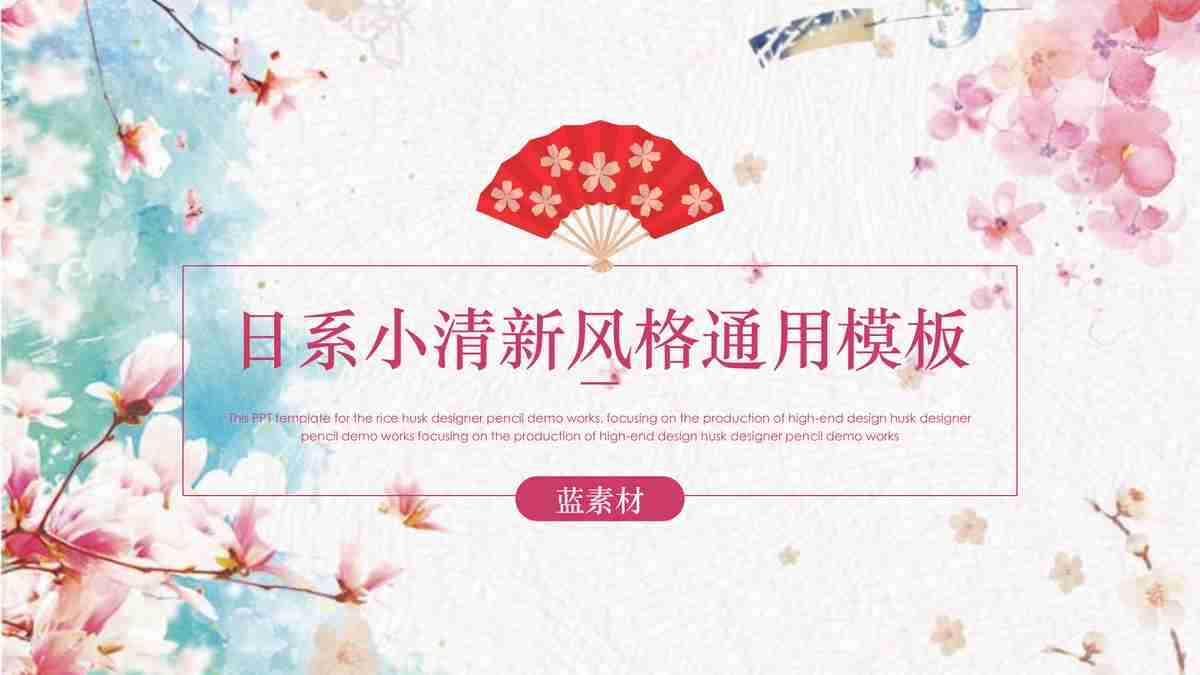 日系小清新风格通用模板
This PPT template for the rice husk designer pencil demo works, focusing on the production of high-end design husk designer
pencil demo works focusing on the production of high-end design husk designer pencil demo works
蓝素材